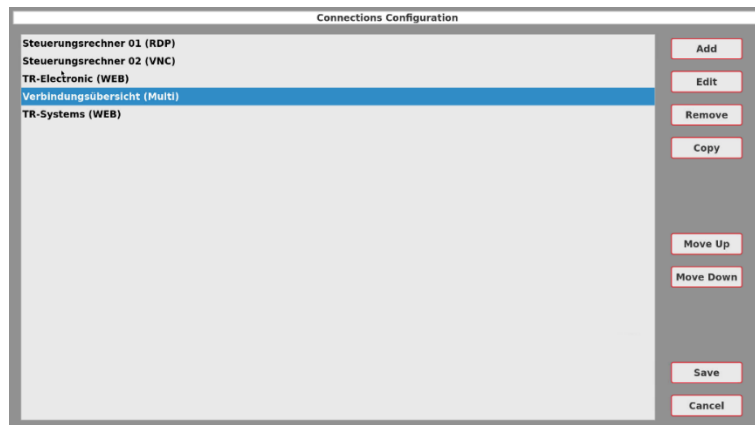 Connections Configuration
Steuerungsrechner 01 (RDP)
Steuerungsrechner 02 (VNC)
TR-Electronic (WEB)
Verbindungsübersicht (Multi)
TR-Systems (WEB)
Add
Edit
Remove
Copy
Move Up
Move Down
Save
Cancel